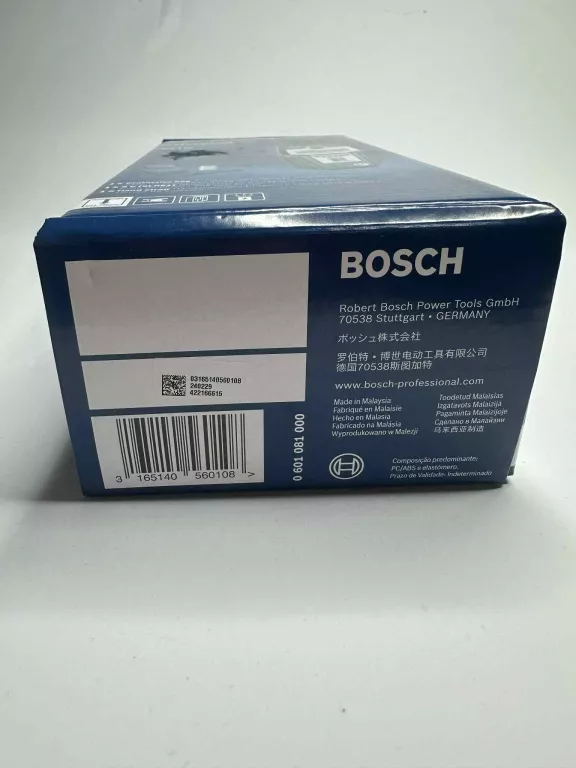 BOSCH
Robert Bosch Power Tools GmbH
70538 Stuttgart • GERMANY
ボッシュ株式会社
罗伯特・博世电动工具有限公司
德国70538斯图加特
www.bosch-professional.com
Made in Malaysia
Fabriqué en Malaisie
Hecho en Malasia
Fabricado na Malásia
Wyprodukowano w Malezji
Toodetud Malaisias
Izgatavots Malaizijā
Pagaminta Malaizijoje
Сделано в Малайзии
马来西亚制造
Composição predominante:
PC/ABS e elastômero.
Prazo de Validade: Indeterminado
03165140560108
240229
422166615
3 165140 560108 >
0 601 081 000